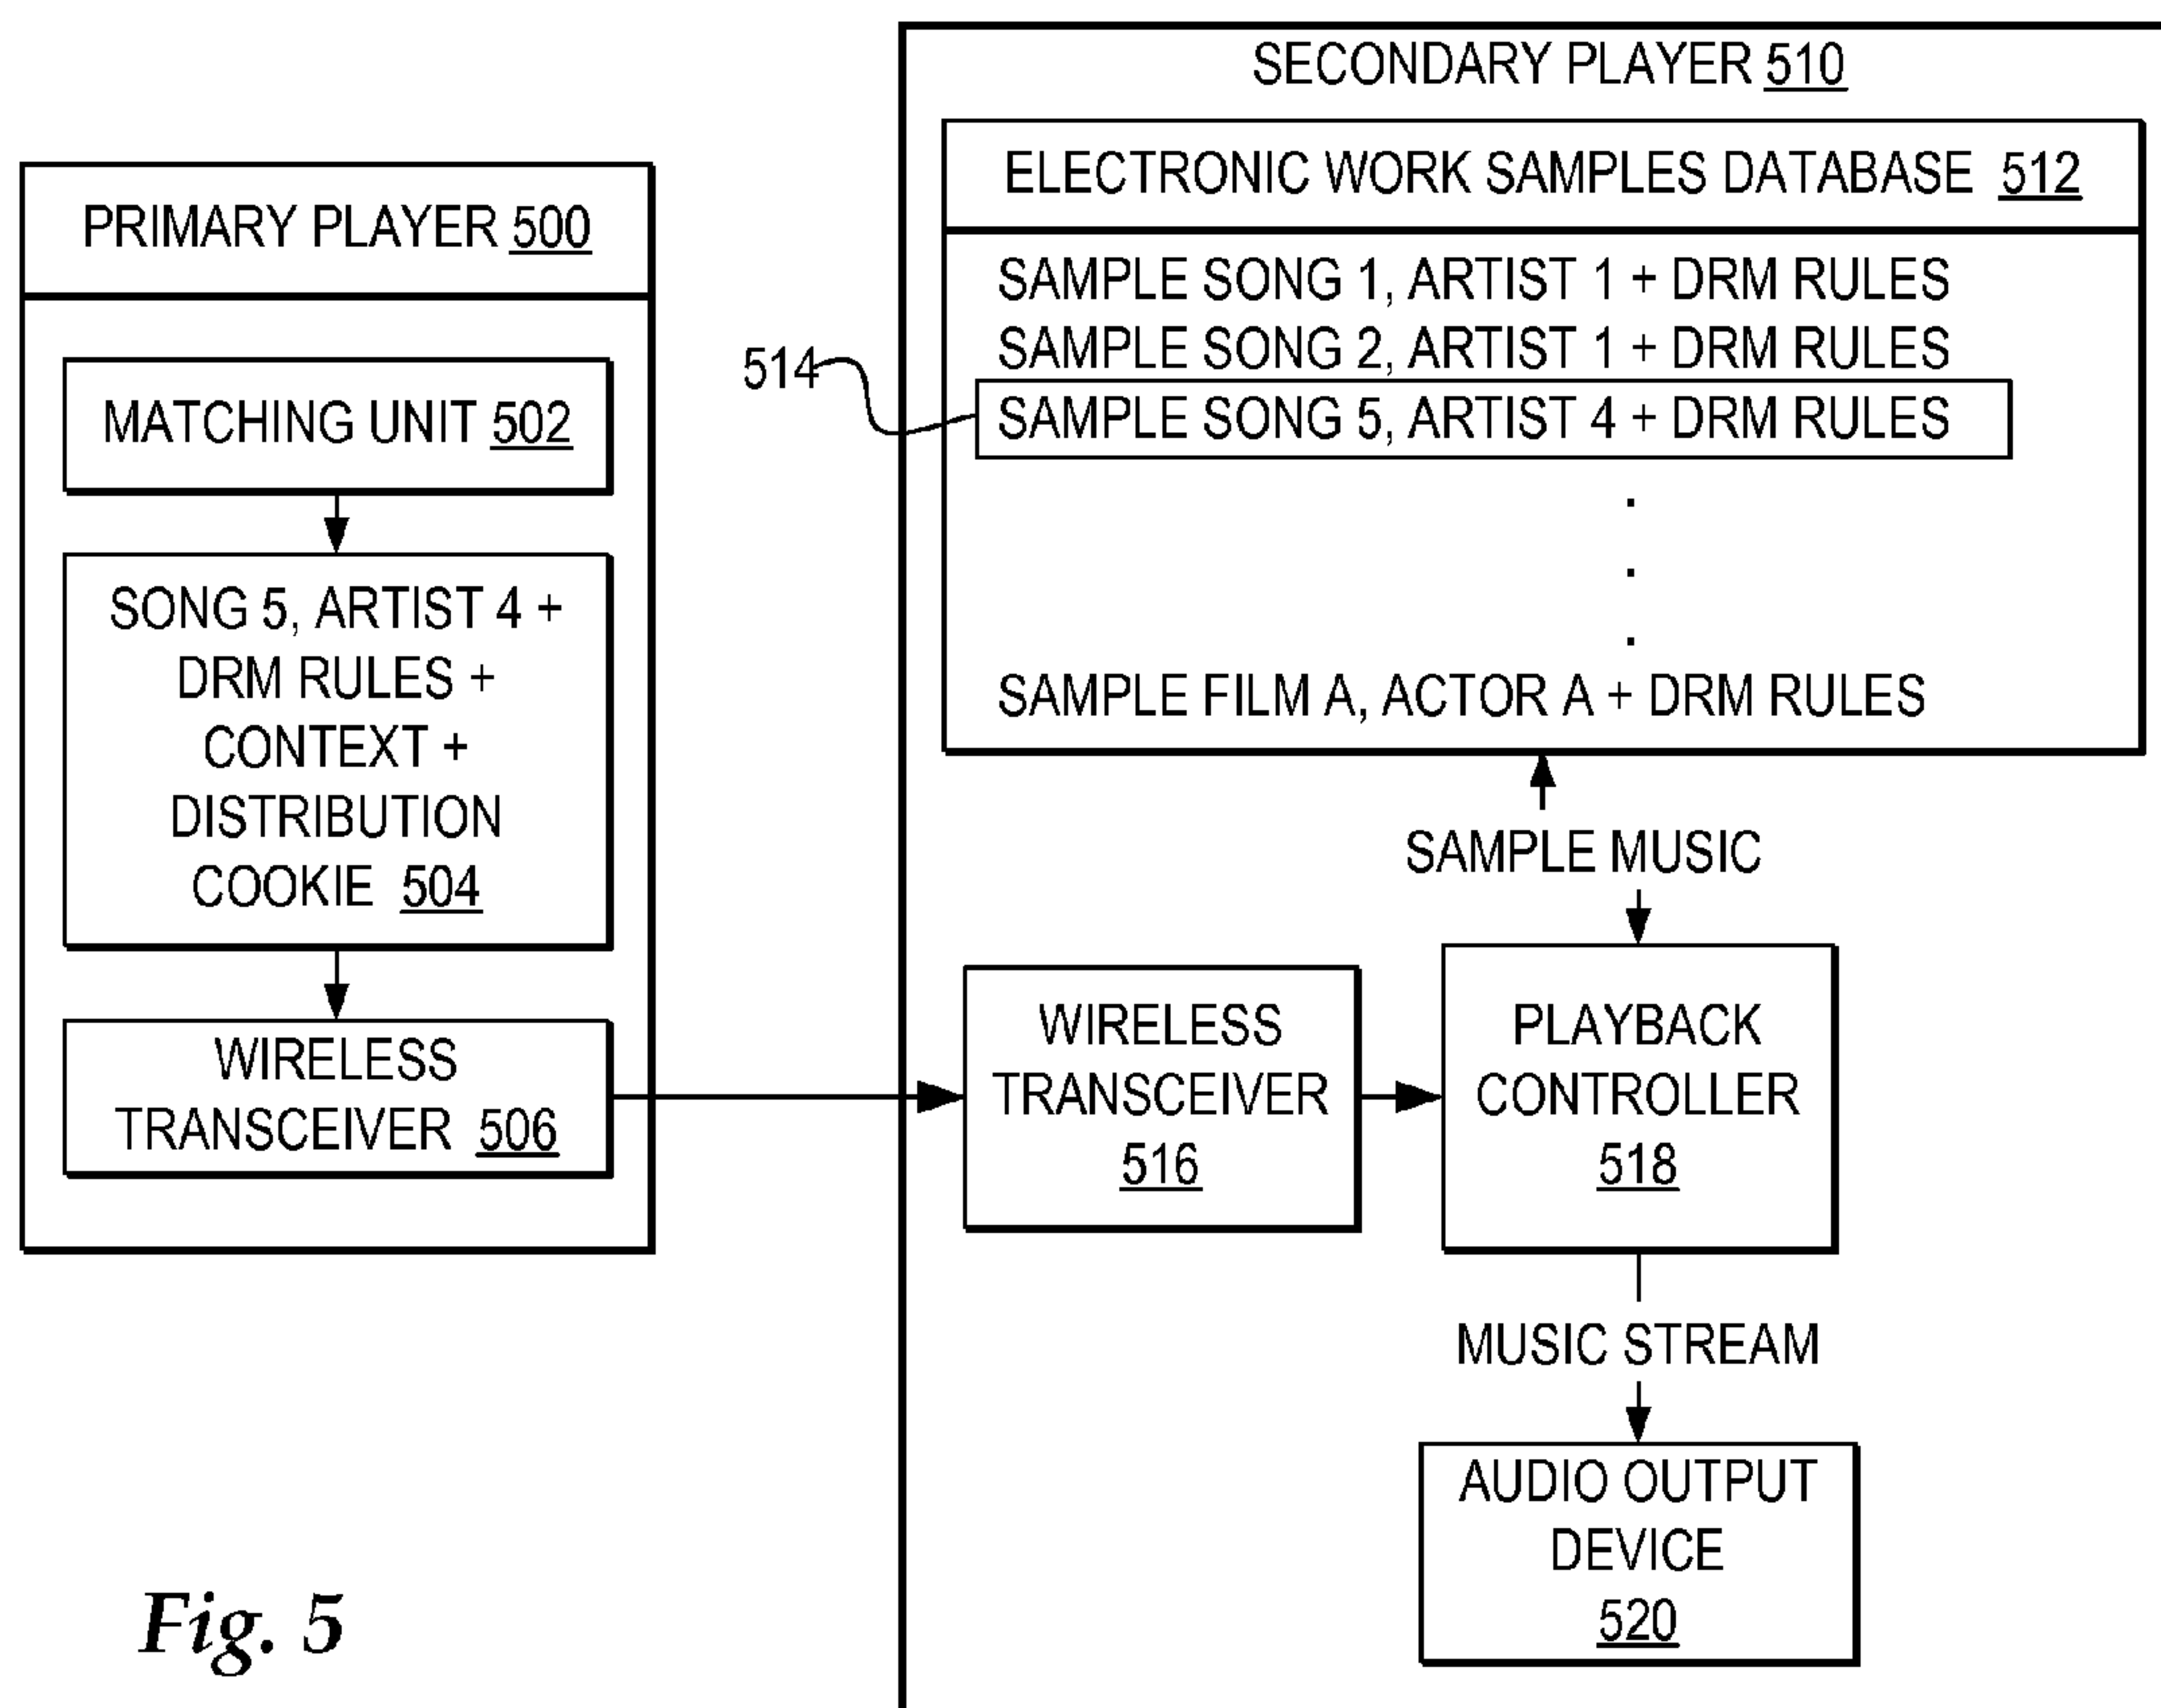 PRIMARY PLAYER 500
MATCHING UNIT 502
SONG 5, ARTIST 4 +
DRM RULES +
CONTEXT +
DISTRIBUTION
COOKIE 504
WIRELESS
TRANSCEIVER 506
SECONDARY PLAYER 510
ELECTRONIC WORK SAMPLES DATABASE 512
SAMPLE SONG 1, ARTIST 1 + DRM RULES
SAMPLE SONG 2, ARTIST 1 + DRM RULES
514
SAMPLE SONG 5, ARTIST 4 + DRM RULES
.
.
.
SAMPLE FILM A, ACTOR A + DRM RULES
SAMPLE MUSIC
WIRELESS
TRANSCEIVER
516
PLAYBACK
CONTROLLER
518
MUSIC STREAM
AUDIO OUTPUT
DEVICE
520
Fig. 5